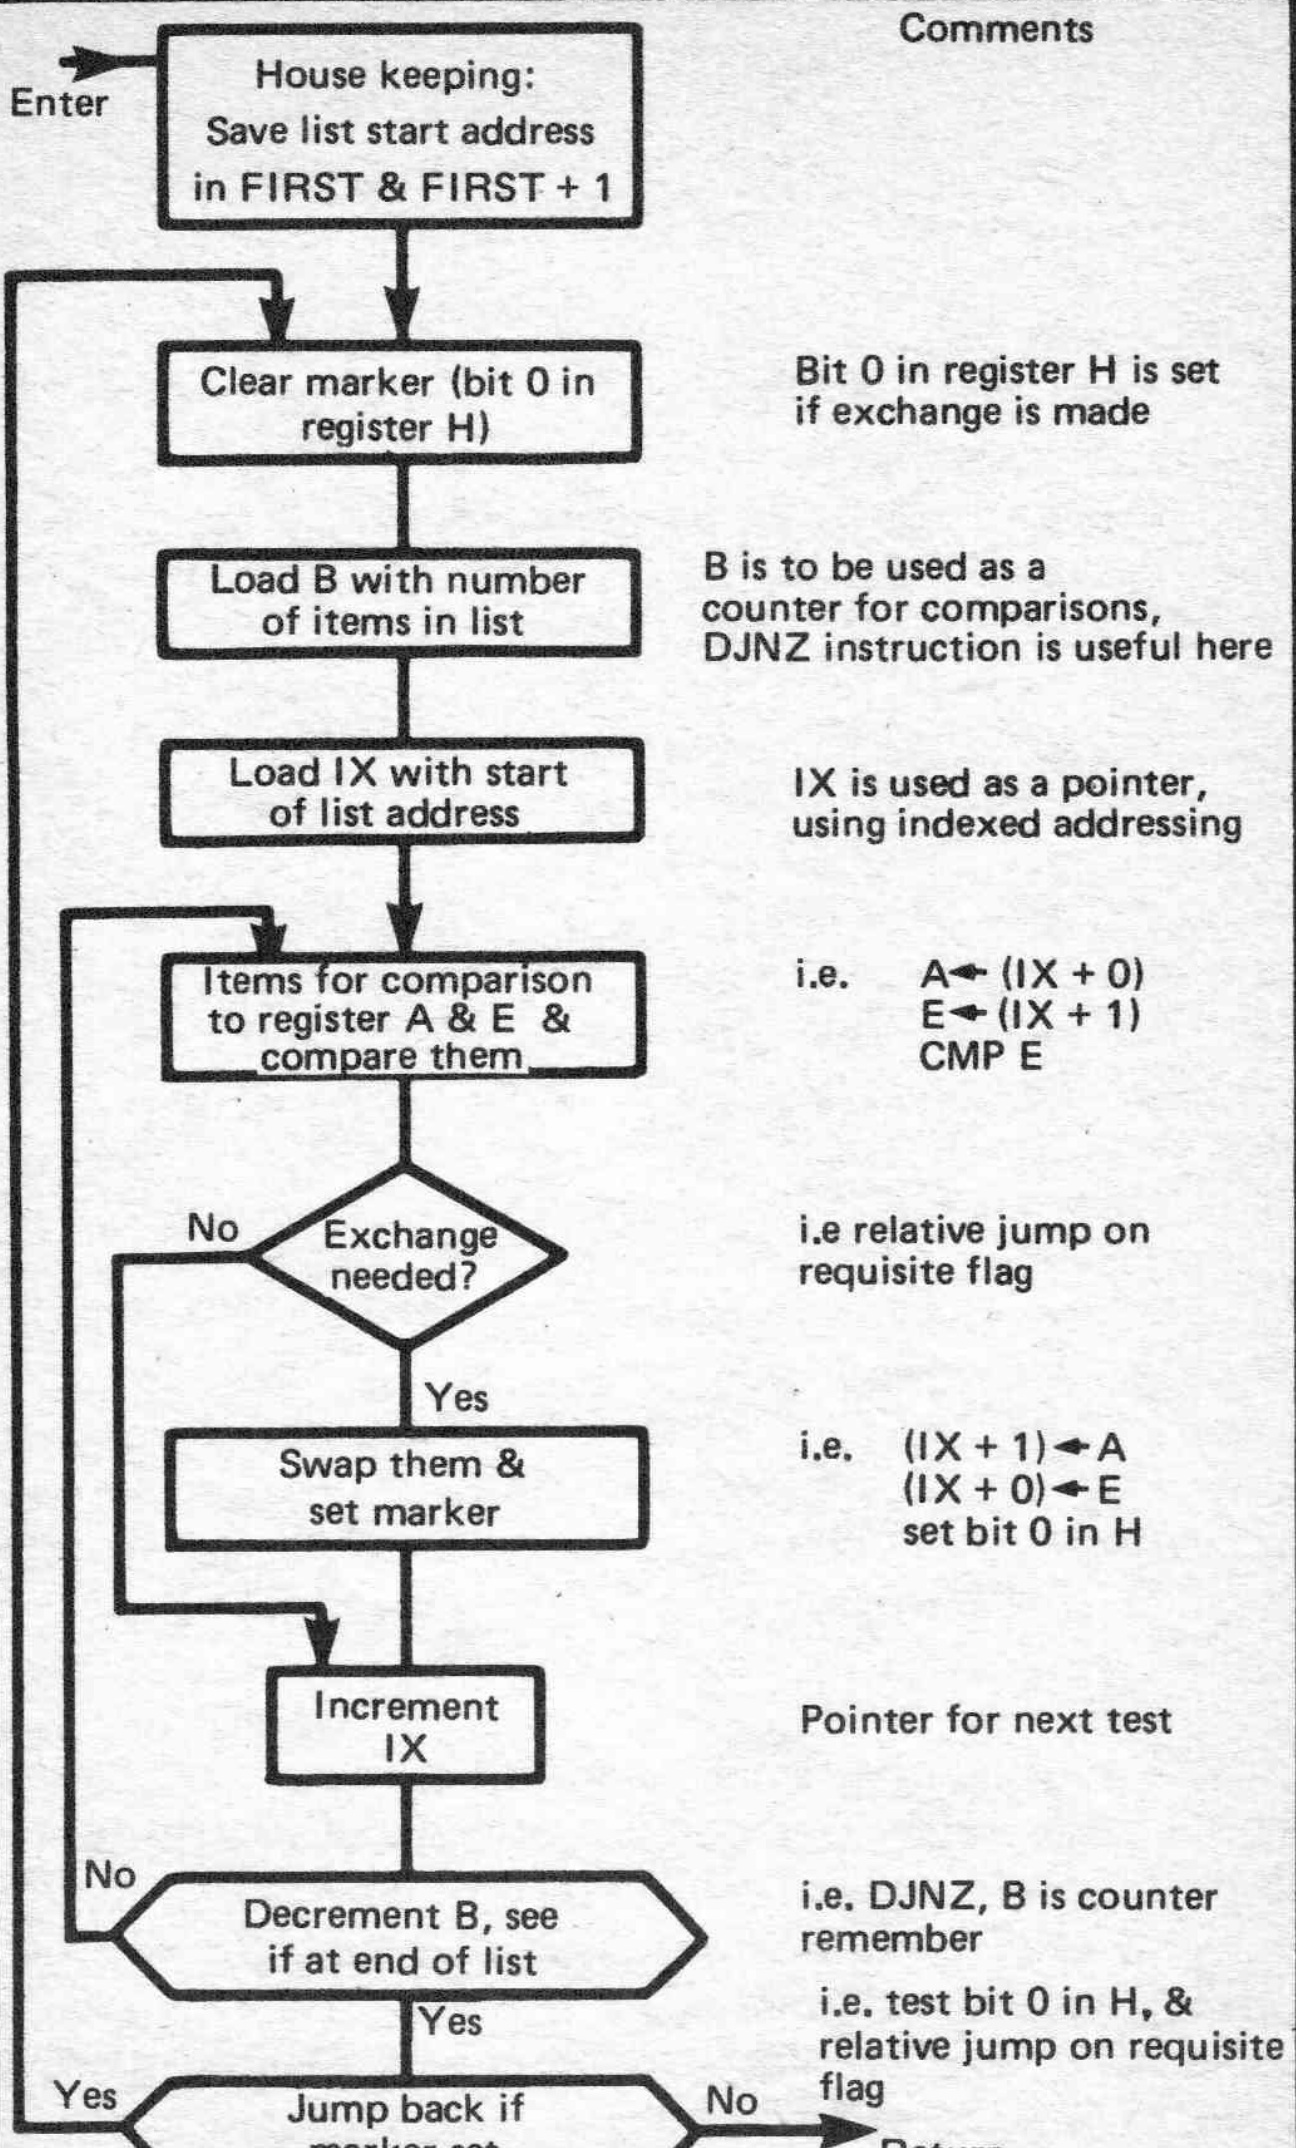 Comments
Enter
House keeping:
Save list start address
in FIRST & FIRST + 1
Clear marker (bit 0 in
register H)
Bit 0 in register H is set
if exchange is made
Load B with number
of items in list
B is to be used as a
counter for comparisons,
DJNZ instruction is useful here
Load IX with start
of list address
IX is used as a pointer,
using indexed addressing
Items for comparison
to register A & E &
compare them
i.e. A← (IX + 0)
E← (IX + 1)
CMP E
No
Exchange
needed?
i.e relative jump on
requisite flag
Yes
Swap them &
set marker
i.e. (IX + 1)← A
(IX + 0)← E
set bit 0 in H
Increment
IX
Pointer for next test
No
Decrement B, see
if at end of list
i.e. DJNZ, B is counter
remember
Yes
i.e. test bit 0 in H, &
relative jump on requisite
flag
Yes
Jump back if
marker set
No
Return